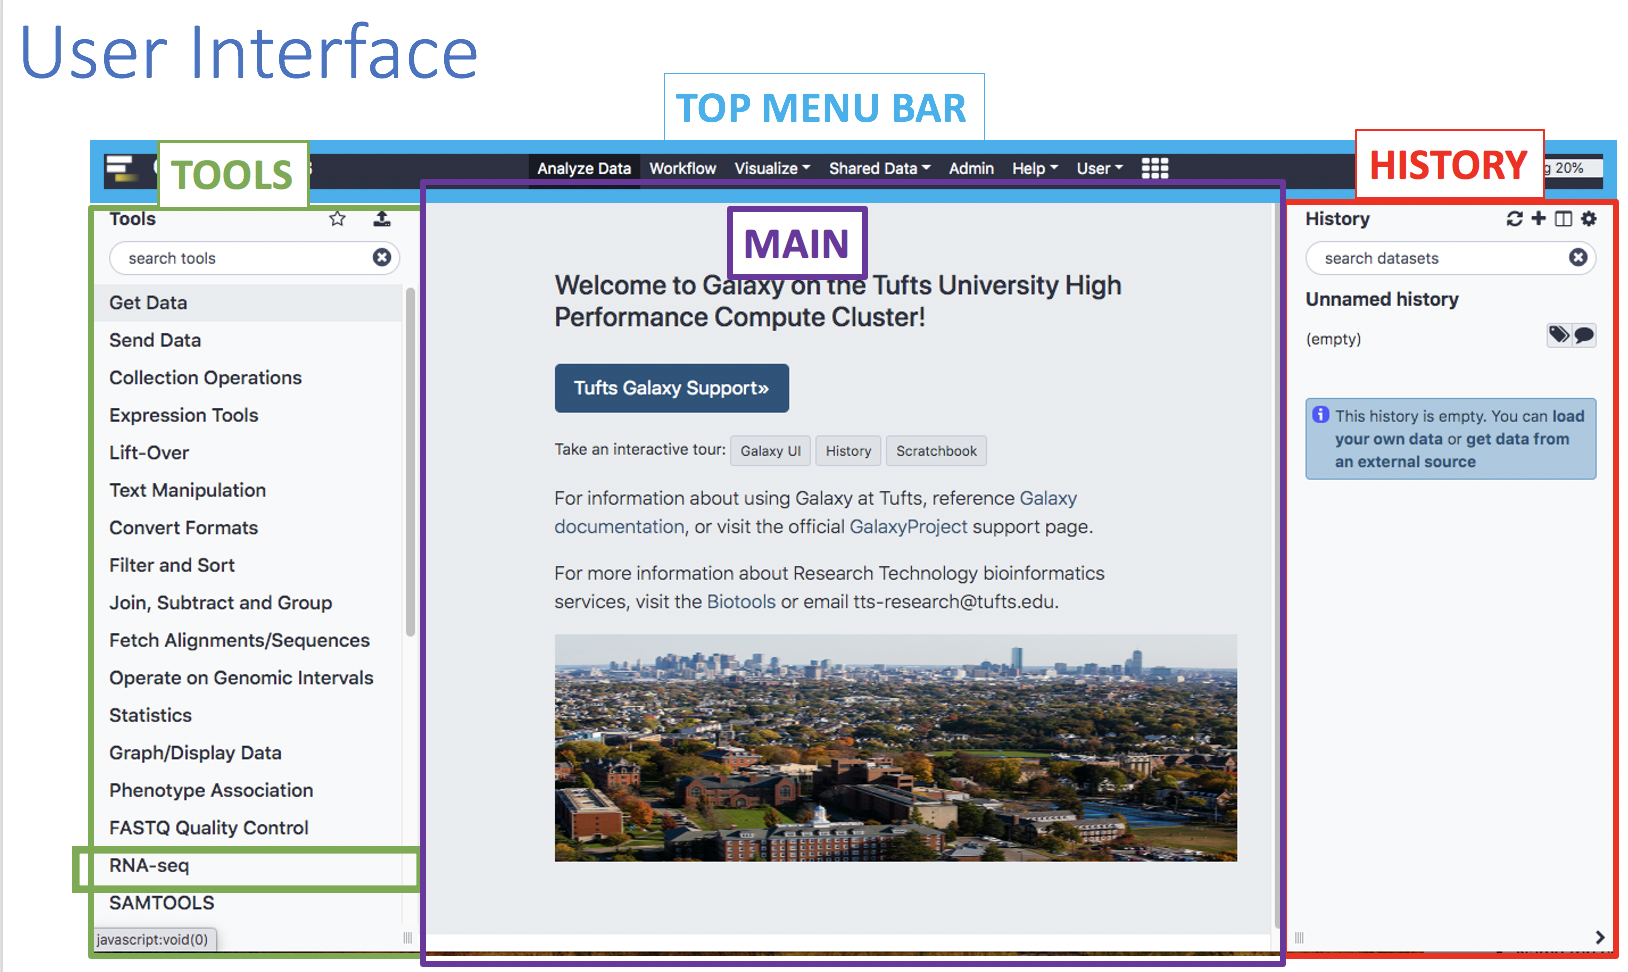 User Interface
TOP MENU BAR
TOOLS
Analyze Data Workflow Visualize Shared Data Admin Help User
HISTORY
20%
Tools
search tools
Get Data
Send Data
Collection Operations
Expression Tools
Lift-Over
Text Manipulation
Convert Formats
Filter and Sort
Join, Subtract and Group
Fetch Alignments/Sequences
Operate on Genomic Intervals
Statistics
Graph/Display Data
Phenotype Association
FASTQ Quality Control
RNA-seq
SAMTOOLS
javascript:void(0)
MAIN
Welcome to Galaxy on the Tufts University High
Performance Compute Cluster!
Tufts Galaxy Support»
Take an interactive tour: Galaxy UI History Scratchbook
For information about using Galaxy at Tufts, reference Galaxy
documentation, or visit the official GalaxyProject support page.
For more information about Research Technology bioinformatics
services, visit the Biotools or email tts-research@tufts.edu.
History
search datasets
Unnamed history
(empty)
This history is empty. You can load
your own data or get data from
an external source